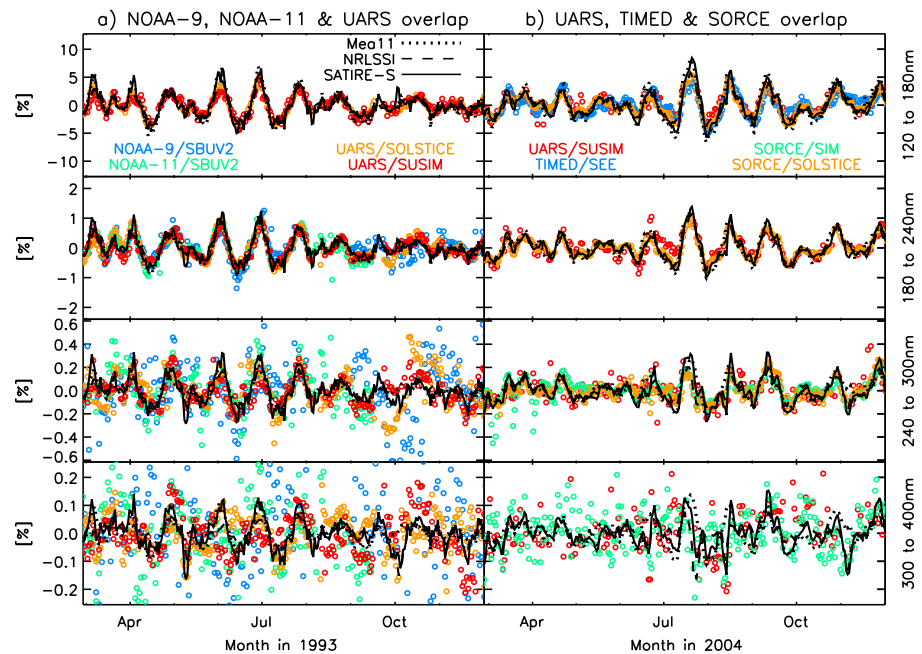 a) NOAA−9, NOAA−11 & UARS overlap
b) UARS, TIMED & SORCE overlap
Mea11
NRLSSI
SATIRE−S
10
5
0
−5
−10
[%]
NOAA−9/SBUV2
NOAA−11/SBUV2
UARS/SOLSTICE
UARS/SUSIM
UARS/SUSIM
TIMED/SEE
SORCE/SIM
SORCE/SOLSTICE
120 to 180nm
2
1
0
−1
−2
[%]
180 to 240nm
0.6
0.4
0.2
0.0
−0.2
−0.4
−0.6
[%]
240 to 300nm
0.2
0.1
0.0
−0.1
−0.2
[%]
300 to 400nm
Apr
Jul
Oct
Apr
Jul
Oct
Month in 1993
Month in 2004